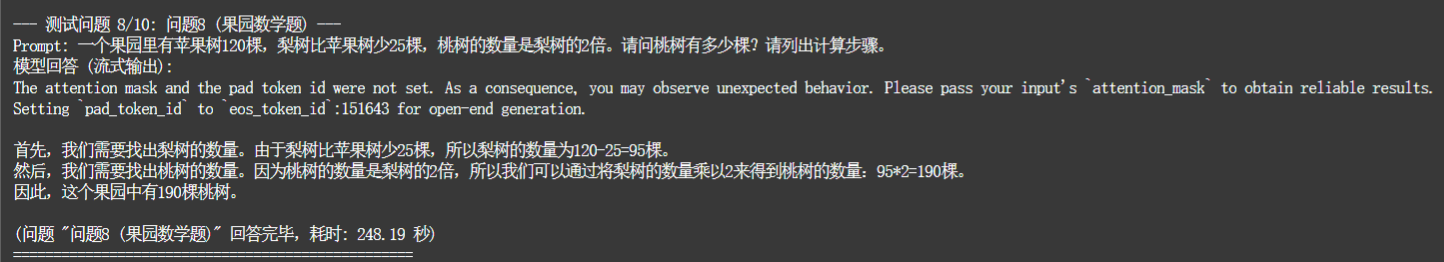 --- 测试问题 8/10: 问题8 (果园数学题) ---
Prompt: 一个果园里有苹果树120棵，梨树比苹果树少25棵，桃树的数量是梨树的2倍。请问桃树有多少棵？请列出计算步骤。
模型回答 (流式输出):
The attention mask and the pad token id were not set. As a consequence, you may observe unexpected behavior. Please pass your input's `attention_mask` to obtain reliable results.
Setting `pad_token_id` to `eos_token_id`:151643 for open-end generation.
首先，我们需要找出梨树的数量。由于梨树比苹果树少25棵，所以梨树的数量为120-25=95棵。
然后，我们需要找出桃树的数量。因为桃树的数量是梨树的2倍，所以我们可以通过将梨树的数量乘以2来得到桃树的数量：95*2=190棵。
因此，这个果园中有190棵桃树。
(问题 "问题8 (果园数学题)" 回答完毕，耗时: 248.19 秒)
==================================================